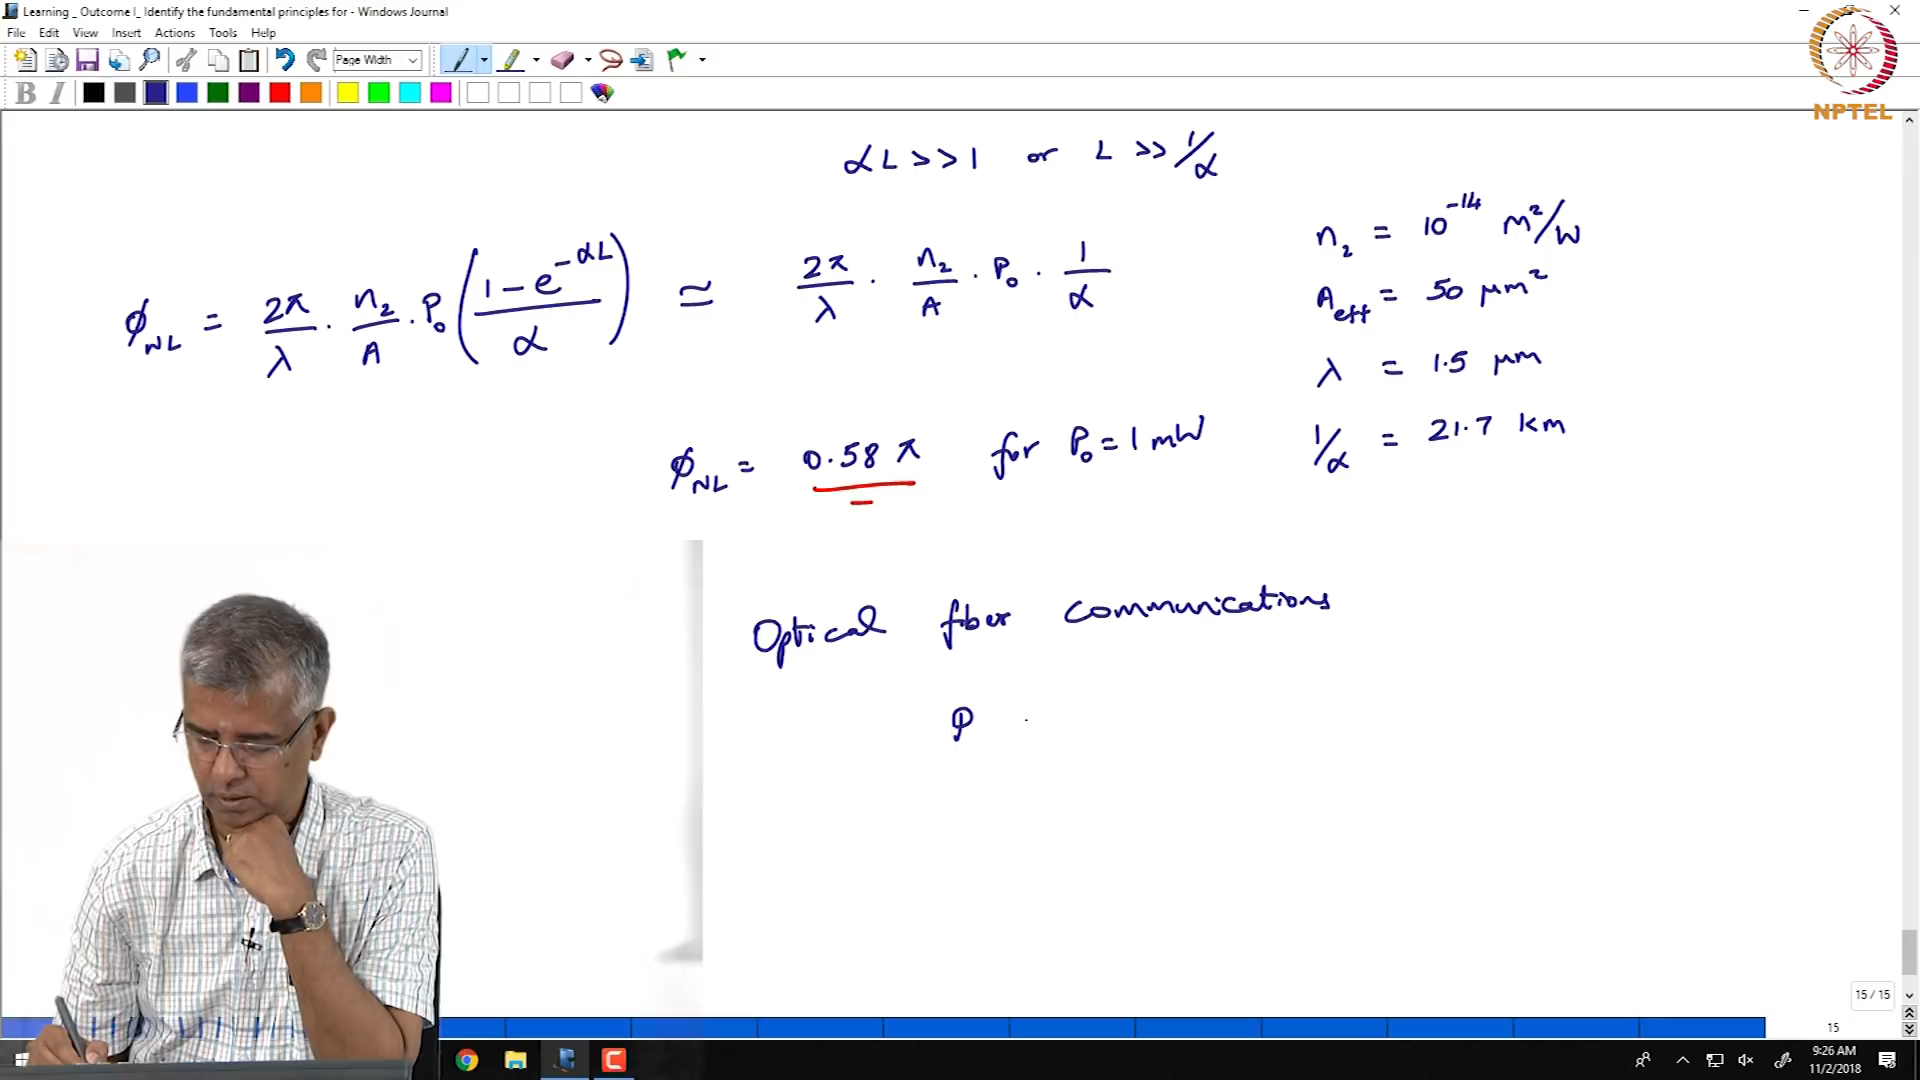 Learning _ Outcome I_ Identify the fundamental principles for - Windows Journal
File Edit View Insert Actions Tools Help
Page Width
B I
NPTEL
αL >> 1 or L >> 1/α
n₂ = 10⁻¹⁴ m²/W
ϕ_NL = 2π/λ · n₂/A · P₀ (1 - e^(-αL) / α) ≃ 2π/λ · n₂/A · P₀ · 1/α
A_eff = 50 μm²
λ = 1.5 μm
1/α = 21.7 km
ϕ_NL = 0.58 π for P₀ = 1 mW
Optical fiber communications
P
15 / 15
15
9:26 AM
11/2/2018